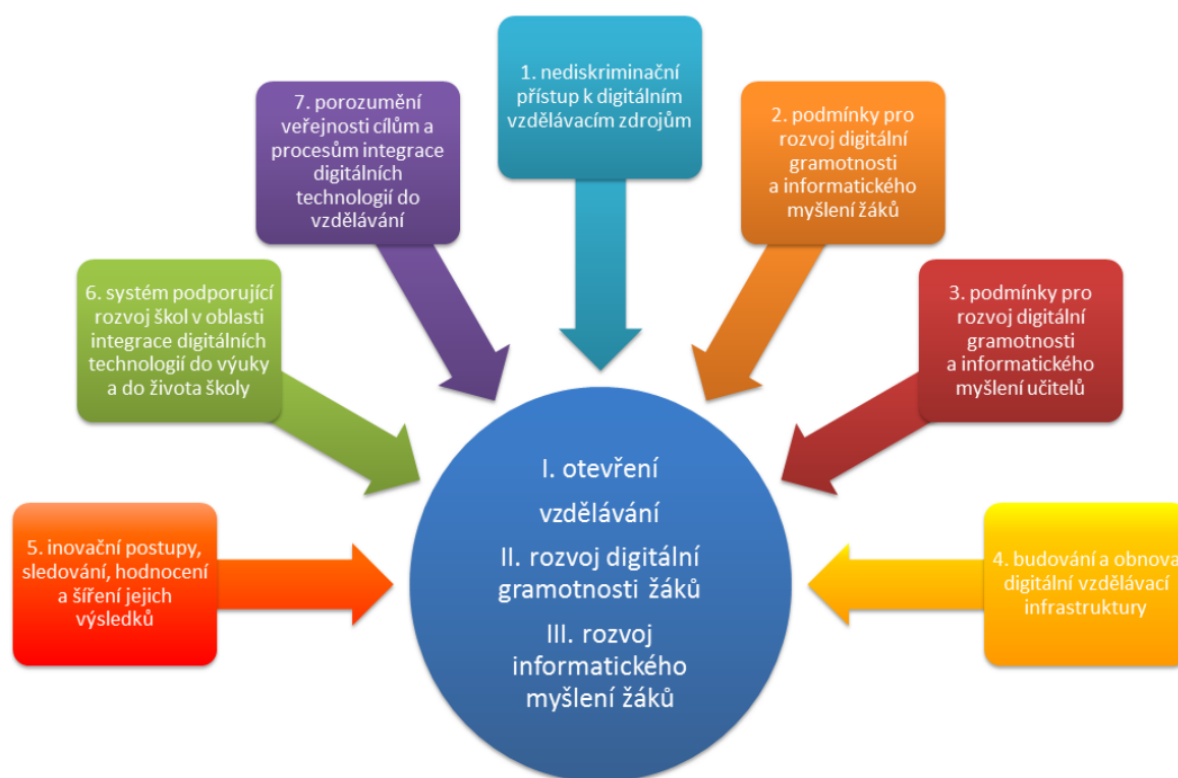 1. nediskriminační
přístup k digitálním
vzdělávacím zdrojům
2. podmínky pro
rozvoj digitální
gramotnosti
a informatického
myšlení žáků
3. podmínky pro
rozvoj digitální
gramotnosti
a informatického
myšlení učitelů
4. budování a obnova
digitální vzdělávací
infrastruktury
5. inovační postupy,
sledování, hodnocení
a šíření jejich
výsledků
6. systém podporující
rozvoj škol v oblasti
integrace digitálních
technologií do výuky
a do života školy
7. porozumění
veřejnosti cílům a
procesům integrace
digitálních
technologií do
vzdělávání
I. otevření
vzdělávání
II. rozvoj digitální
gramotnosti žáků
III. rozvoj
informatického
myšlení žáků